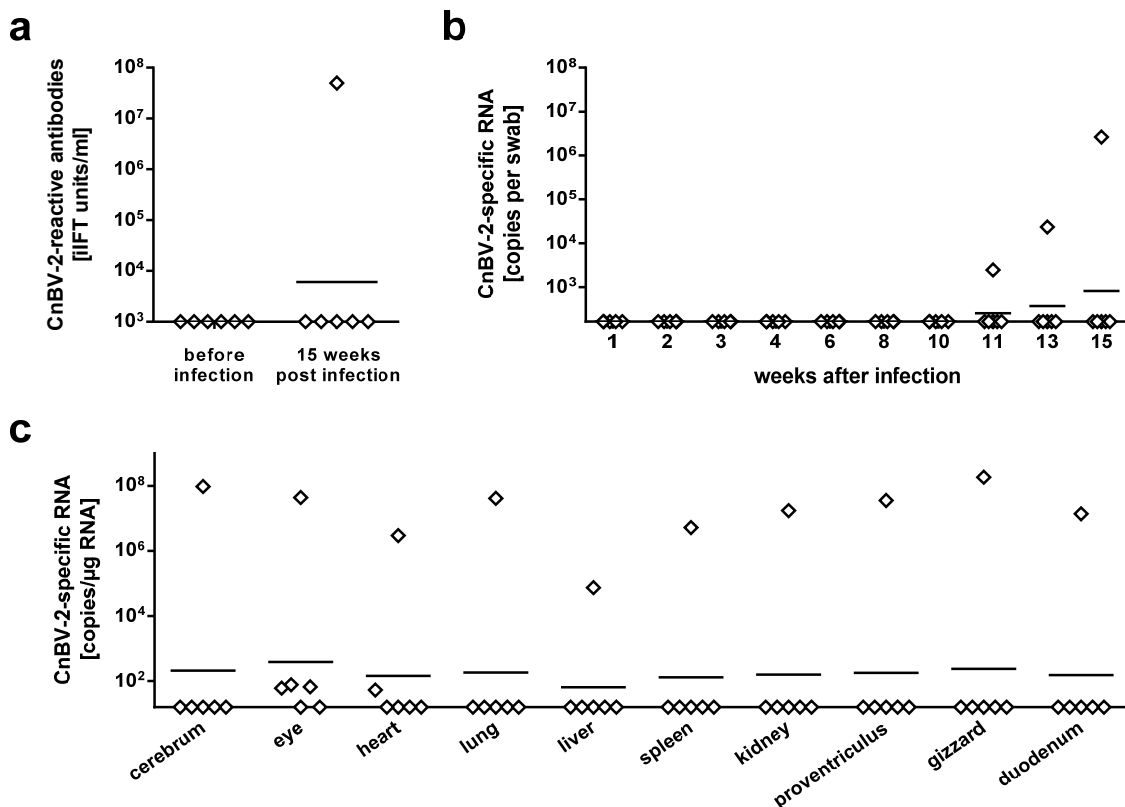 a
CnBV-2-reactive antibodies
[iIFT units/ml]
10⁸
10⁷
10⁶
10⁵
10⁴
10³
before
infection
15 weeks
post infection
b
CnBV-2-specific RNA
[copies per swab]
10⁸
10⁷
10⁶
10⁵
10⁴
10³
1 2 3 4 6 8 10 11 13 15
weeks after infection
c
CnBV-2-specific RNA
[copies/µg RNA]
10⁸
10⁶
10⁴
10²
cerebrum eye heart lung liver spleen kidney proventriculus gizzard duodenum